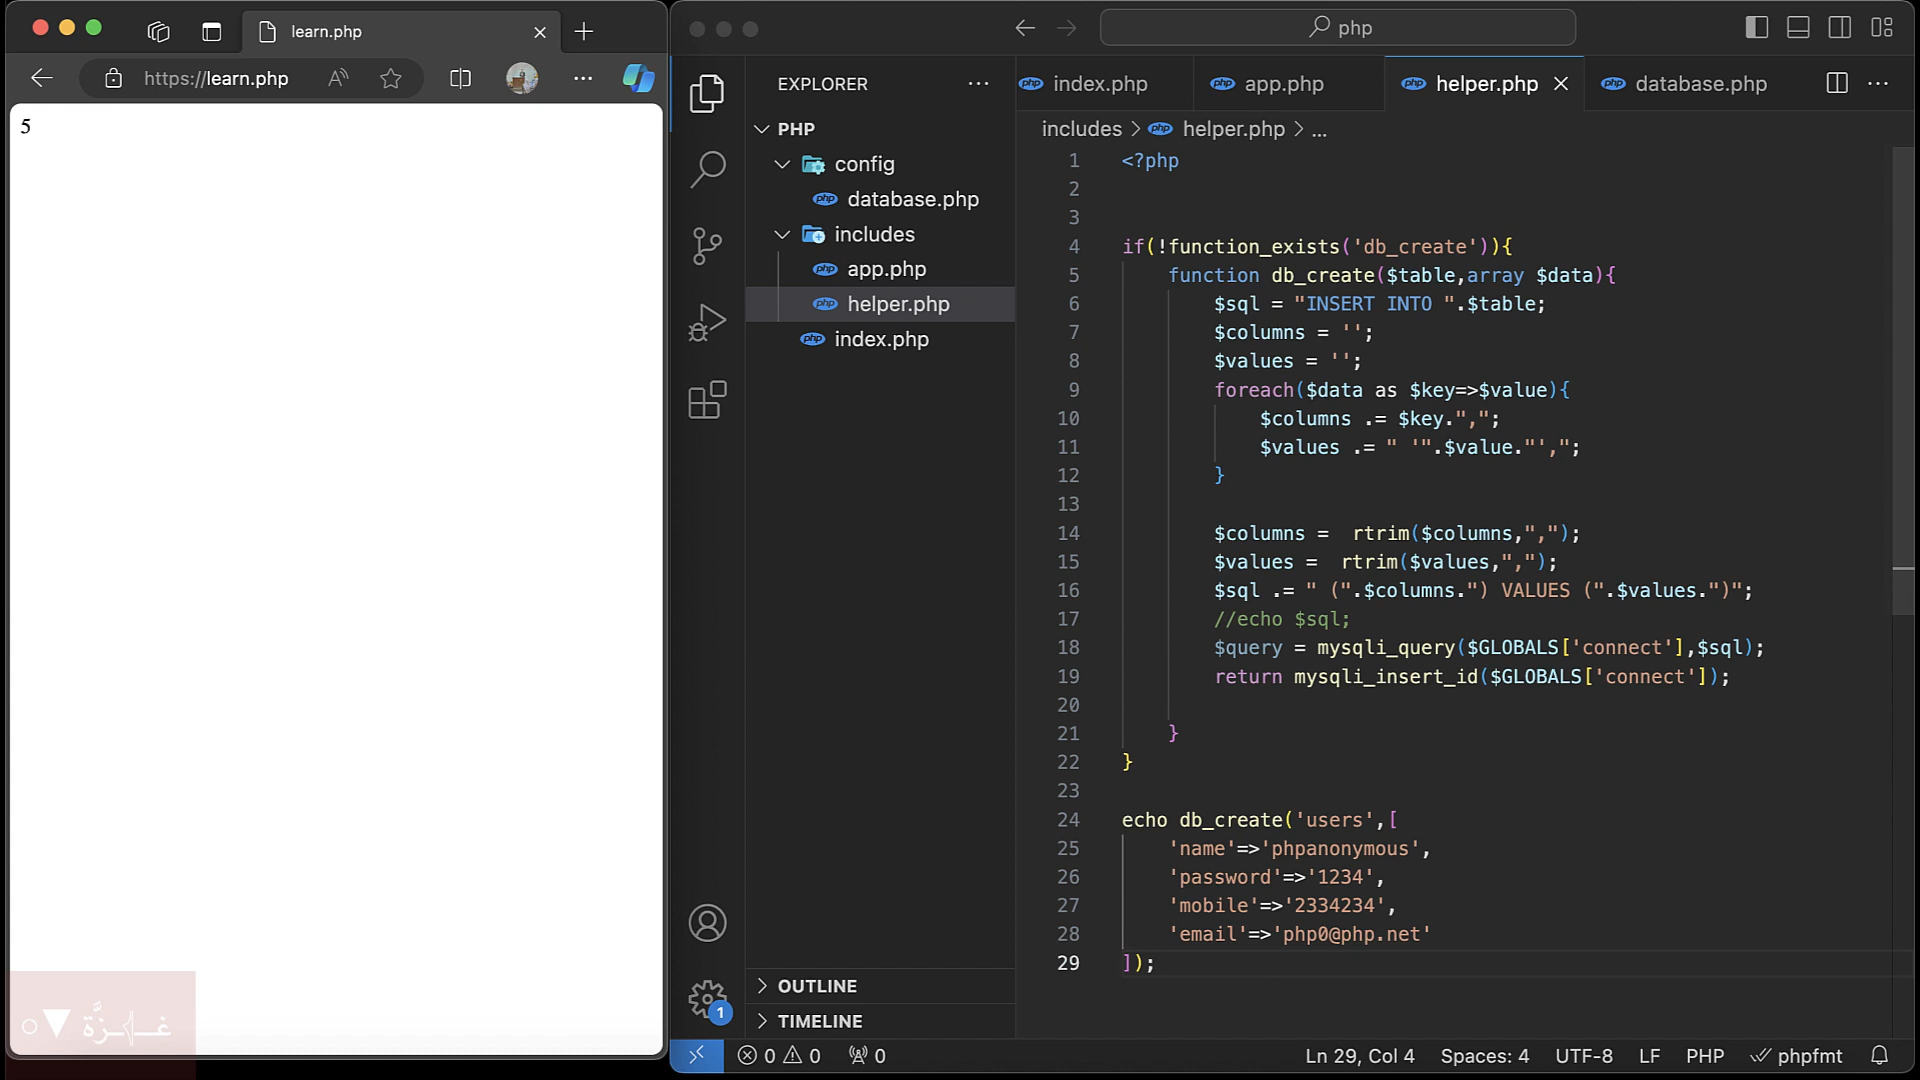 learn.php
https://learn.php
5
php
EXPLORER
PHP
config
database.php
includes
app.php
helper.php
index.php
OUTLINE
TIMELINE
index.php
app.php
helper.php
database.php
includes > helper.php > ...
1 <?php
2
3
4 if(!function_exists('db_create')){
5 function db_create($table,array $data){
6 $sql = "INSERT INTO ".$table;
7 $columns = '';
8 $values = '';
9 foreach($data as $key=>$value){
10 $columns .= $key.",";
11 $values .= " '".$value."',";
12 }
13
14 $columns =  rtrim($columns,",");
15 $values =  rtrim($values,",");
16 $sql .= " (".$columns.") VALUES (".$values.")";
17 //echo $sql;
18 $query = mysqli_query($GLOBALS['connect'],$sql);
19 return mysqli_insert_id($GLOBALS['connect']);
20
21 }
22 }
23
24 echo db_create('users',[
25 'name'=>'phpanonymous',
26 'password'=>'1234',
27 'mobile'=>'2334234',
28 'email'=>'php0@php.net'
29 ]);
1
0 0 0
Ln 29, Col 4 Spaces: 4 UTF-8 LF PHP phpfmt
غزة